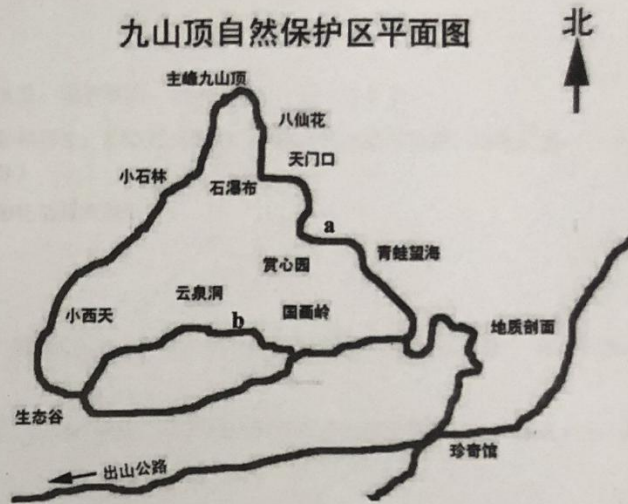 九山顶自然保护区平面图
北
主峰九山顶
八仙花
天门口
小石林
石瀑布
a
青蛙望海
赏心园
云泉洞
国画岭
小西天
b
地质剖面
生态谷
珍奇馆
出山公路